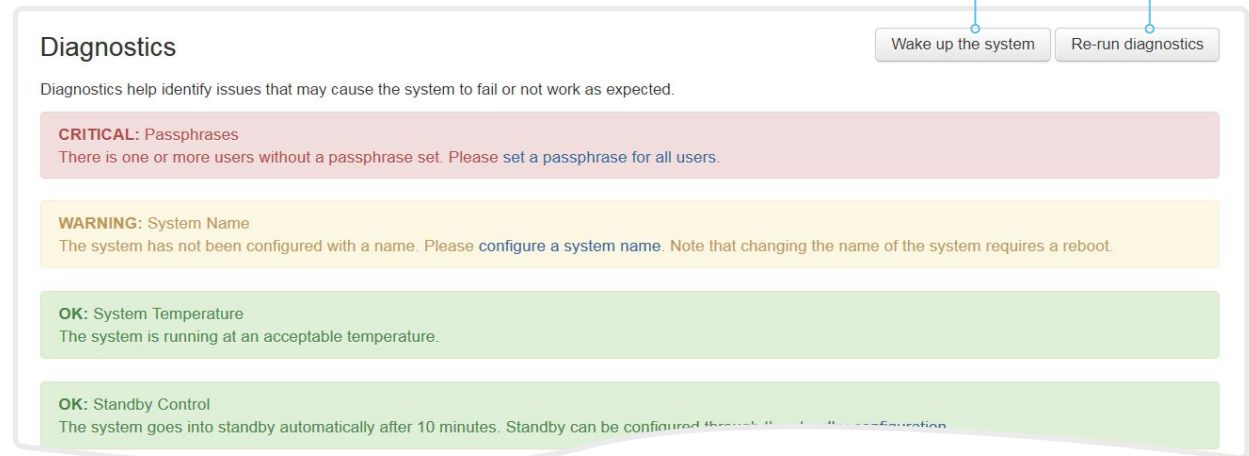 Diagnostics
Wake up the system
Re-run diagnostics
Diagnostics help identify issues that may cause the system to fail or not work as expected.
CRITICAL: Passphrases
There is one or more users without a passphrase set. Please set a passphrase for all users.
WARNING: System Name
The system has not been configured with a name. Please configure a system name. Note that changing the name of the system requires a reboot.
OK: System Temperature
The system is running at an acceptable temperature.
OK: Standby Control
The system goes into standby automatically after 10 minutes. Standby can be configured through the standby configuration